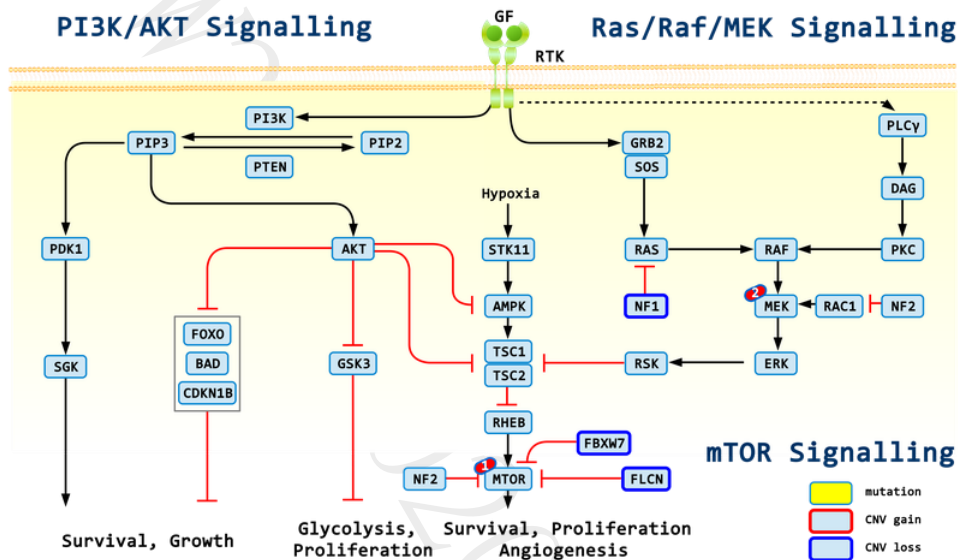 PI3K/AKT Signalling
GF
Ras/Raf/MEK Signalling
RTK
PI3K
PLCγ
PIP3
PIP2
GRB2
PTEN
SOS
DAG
Hypoxia
PDK1
AKT
STK11
RAS
RAF
PKC
2
AMPK
NF1
MEK
RAC1
NF2
FOXO
TSC1
BAD
GSK3
SGK
TSC2
RSK
ERK
CDKN1B
RHEB
FBXW7
mTOR Signalling
1
NF2
MTOR
FLCN
mutation
CNV gain
CNV loss
Survival, Growth
Glycolysis,
Proliferation
Survival, Proliferation
Angiogenesis